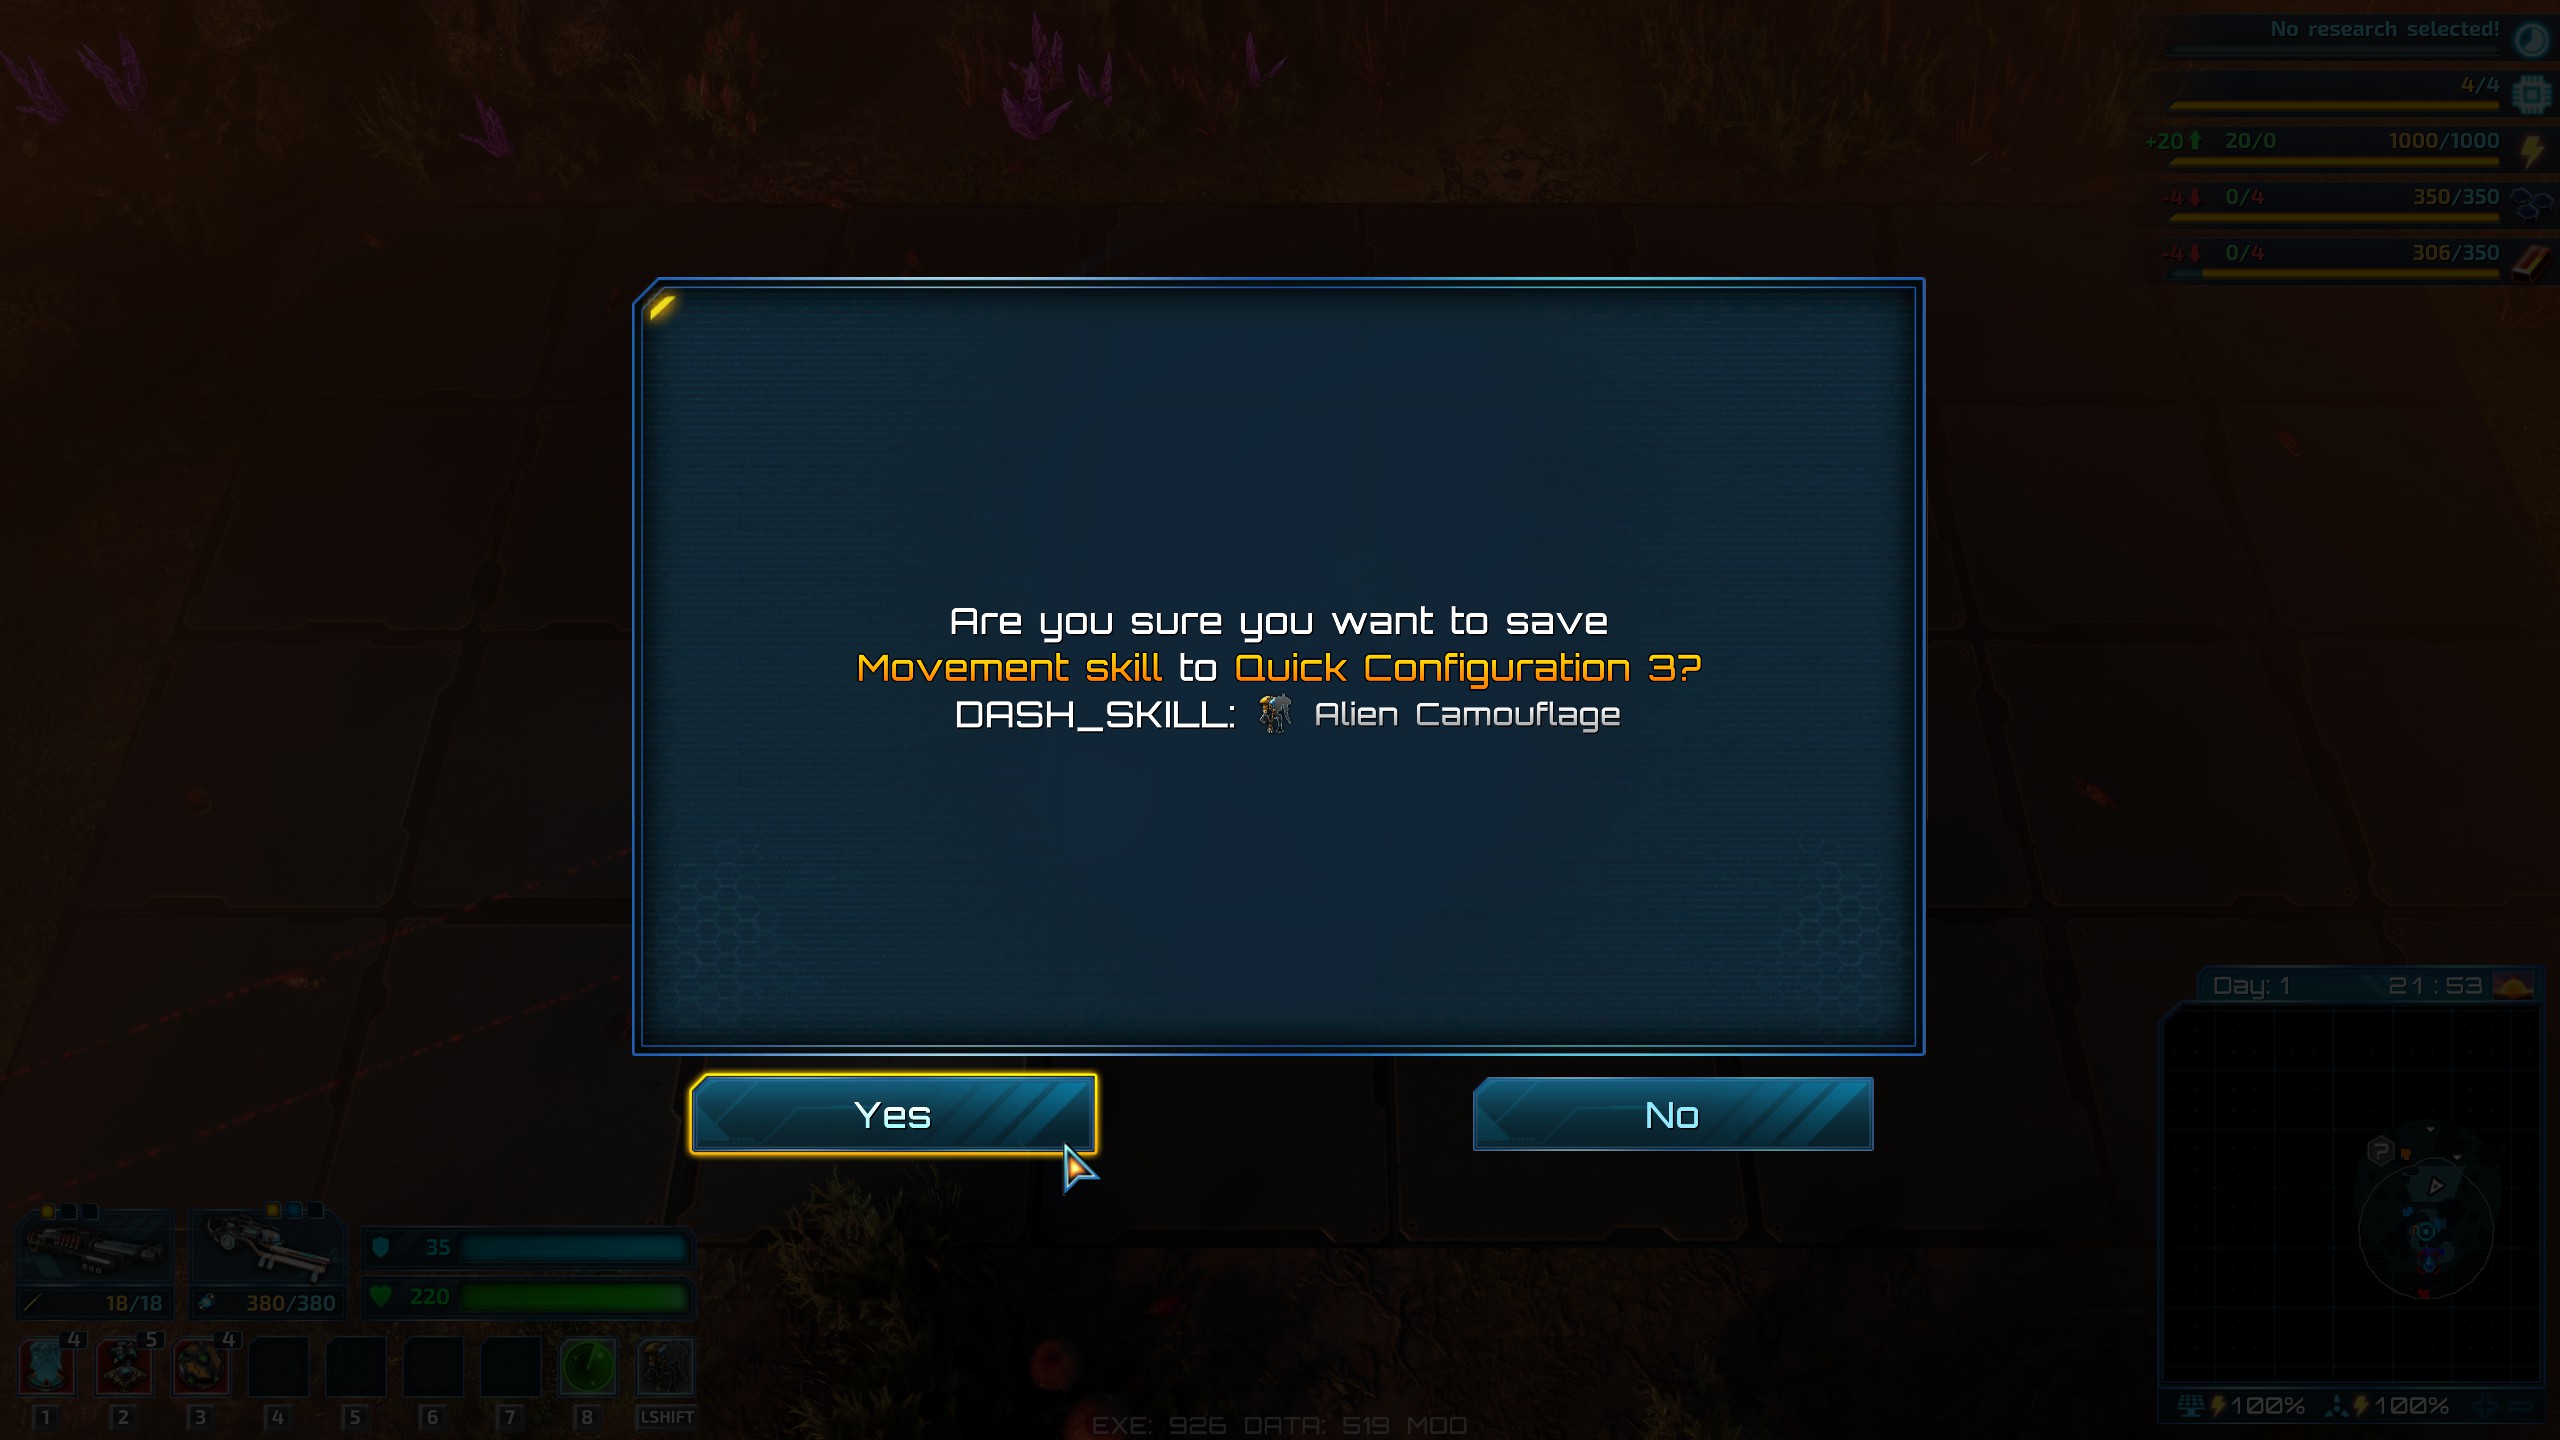 No research selected!
4/4
+20 20/0 1000/1000
-4 0/4 350/350
-4 0/4 306/350
Are you sure you want to save
Movement skill to Quick Configuration 3?
DASH_SKILL: Alien Camouflage
Yes
No
Day: 1 21:53
?
35
220
18/18
380/380
4 5 4
1 2 3 4 5 6 7 8 LSHIFT
EXE: 926 DATA: 519 MOD
100% 100%